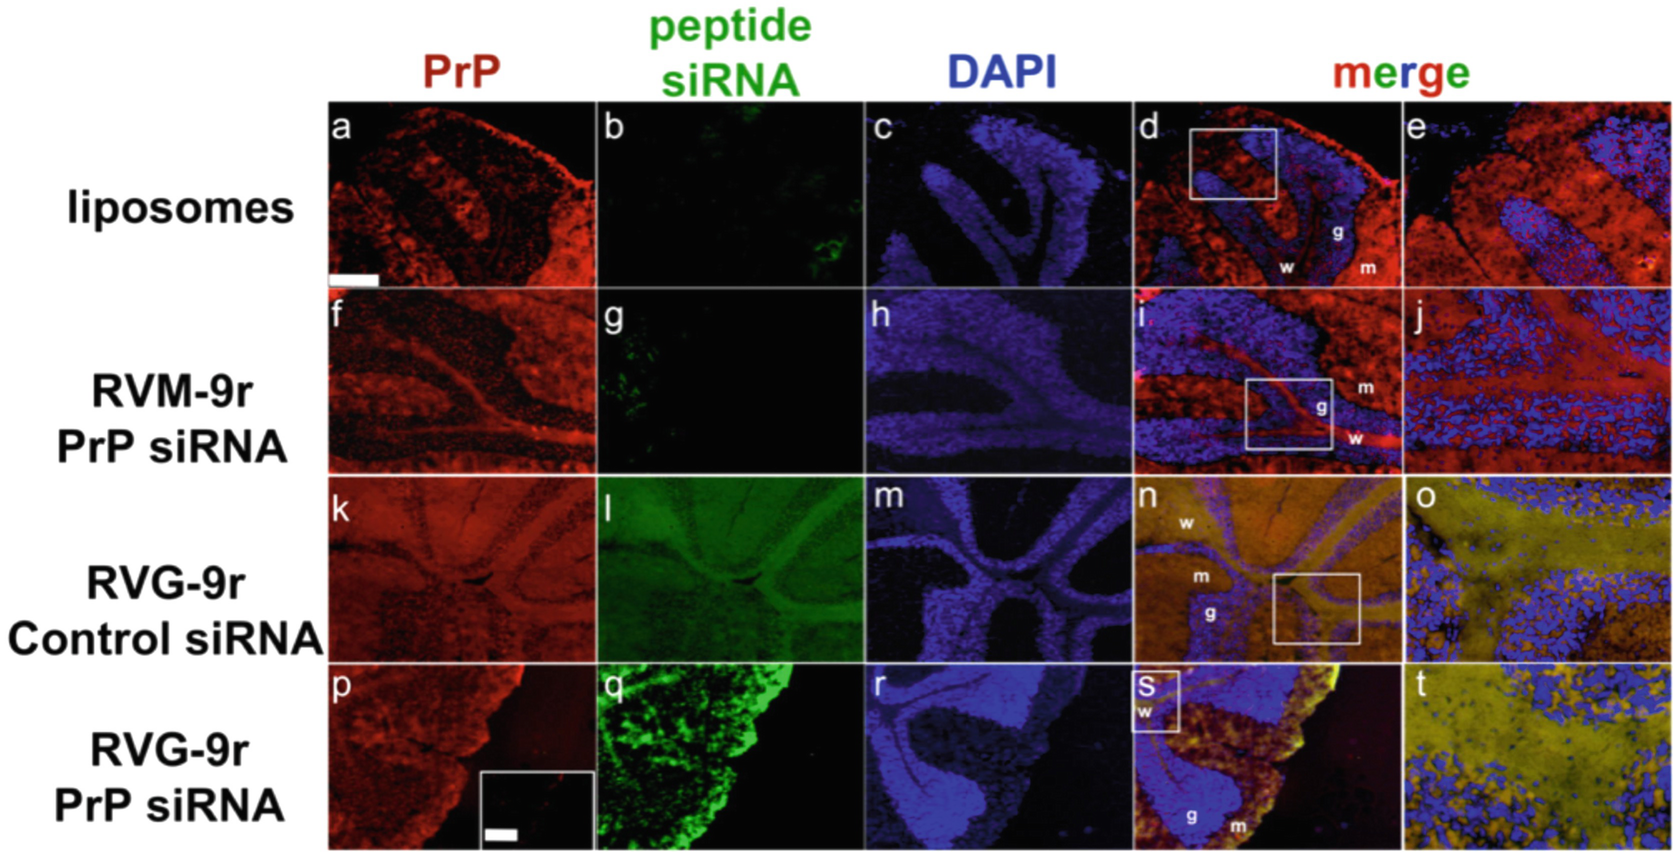 PrP
peptide
siRNA
DAPI
merge
liposomes
a
b
c
d
e
g
w
m
RVM-9r
PrP siRNA
f
g
h
i
j
m
g
w
RVG-9r
Control siRNA
k
l
m
n
o
w
m
g
RVG-9r
PrP siRNA
p
q
r
s
t
w
g
m